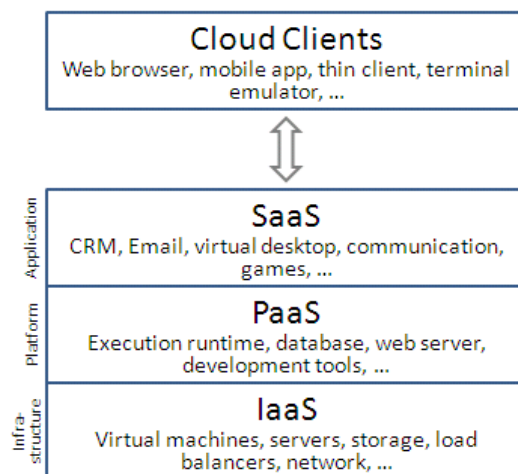 Cloud Clients
Web browser, mobile app, thin client, terminal
emulator, ...
Application
SaaS
CRM, Email, virtual desktop, communication,
games, ...
Platform
PaaS
Execution runtime, database, web server,
development tools, ...
Infra-
structure
IaaS
Virtual machines, servers, storage, load
balancers, network, ...